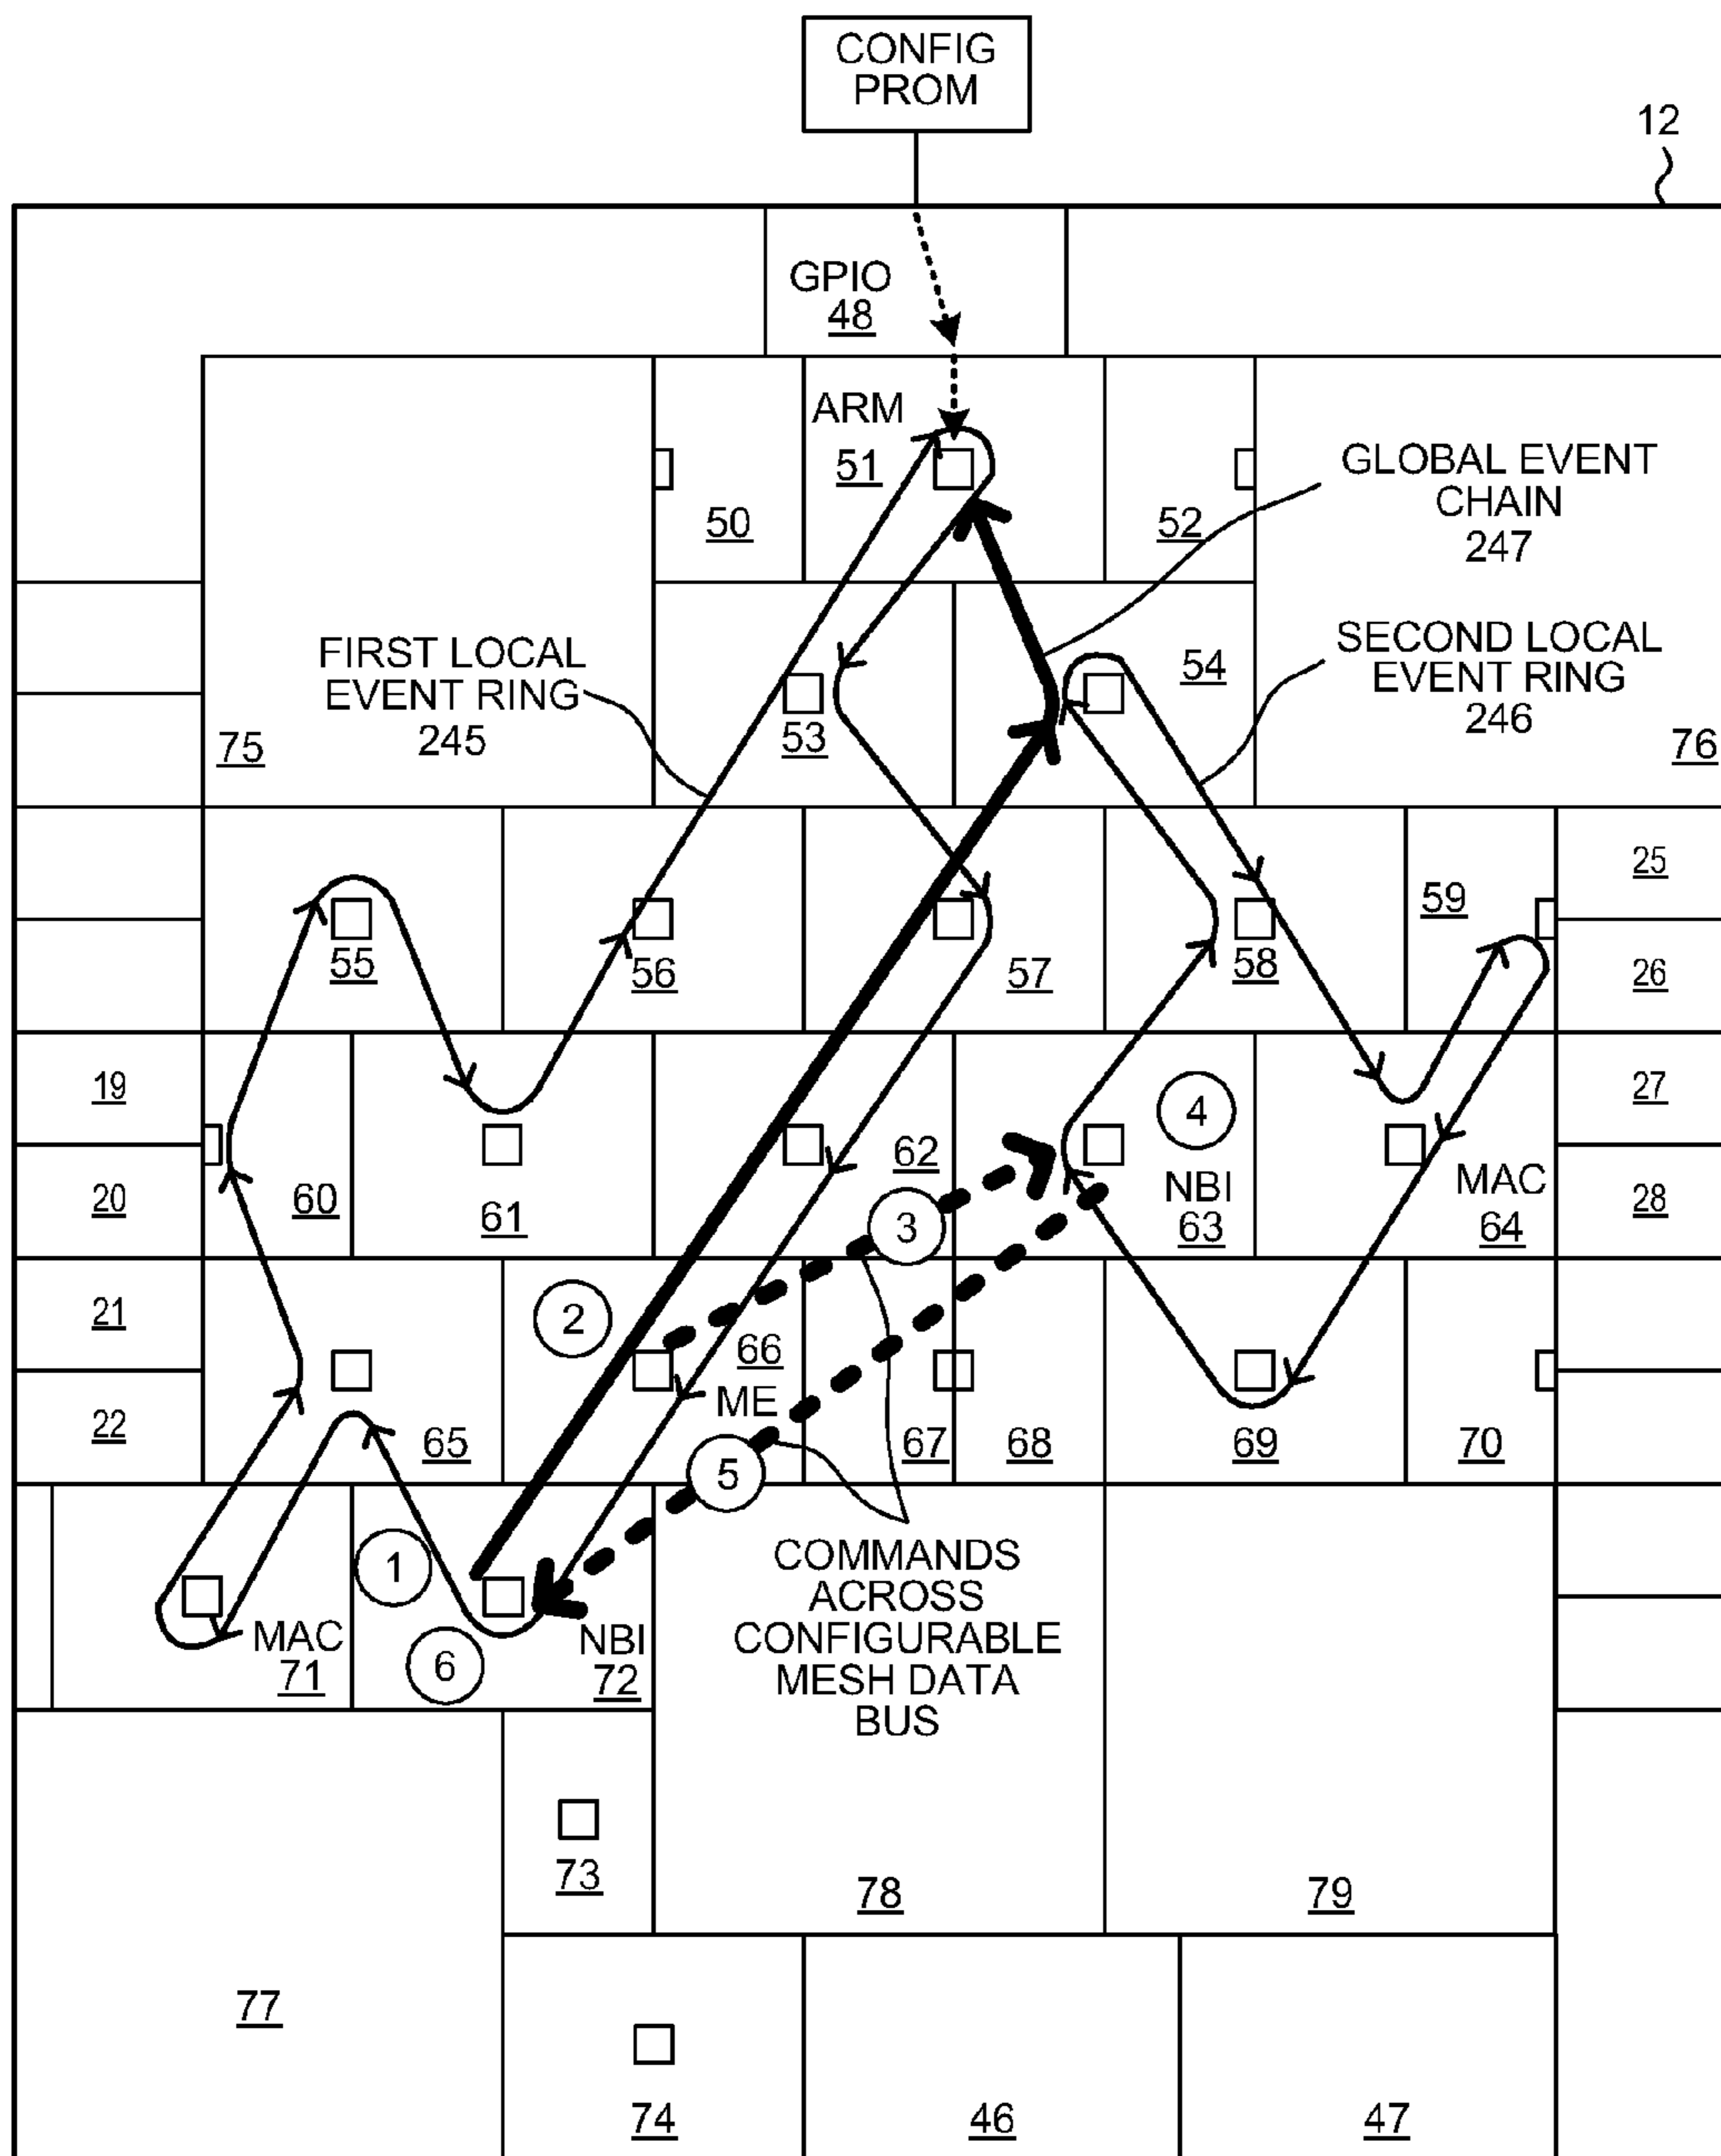 CONFIG
PROM
12
GPIO
48
ARM
51
50
52
GLOBAL EVENT
CHAIN
247
FIRST LOCAL
EVENT RING
245
SECOND LOCAL
EVENT RING
246
53
54
75
76
55
56
57
58
59
25
26
19
20
60
61
62
3
4
NBI
63
MAC
64
27
28
21
22
2
65
66
ME
67
68
69
70
5
1
6
MAC
71
NBI
72
COMMANDS
ACROSS
CONFIGURABLE
MESH DATA
BUS
73
78
79
77
74
46
47